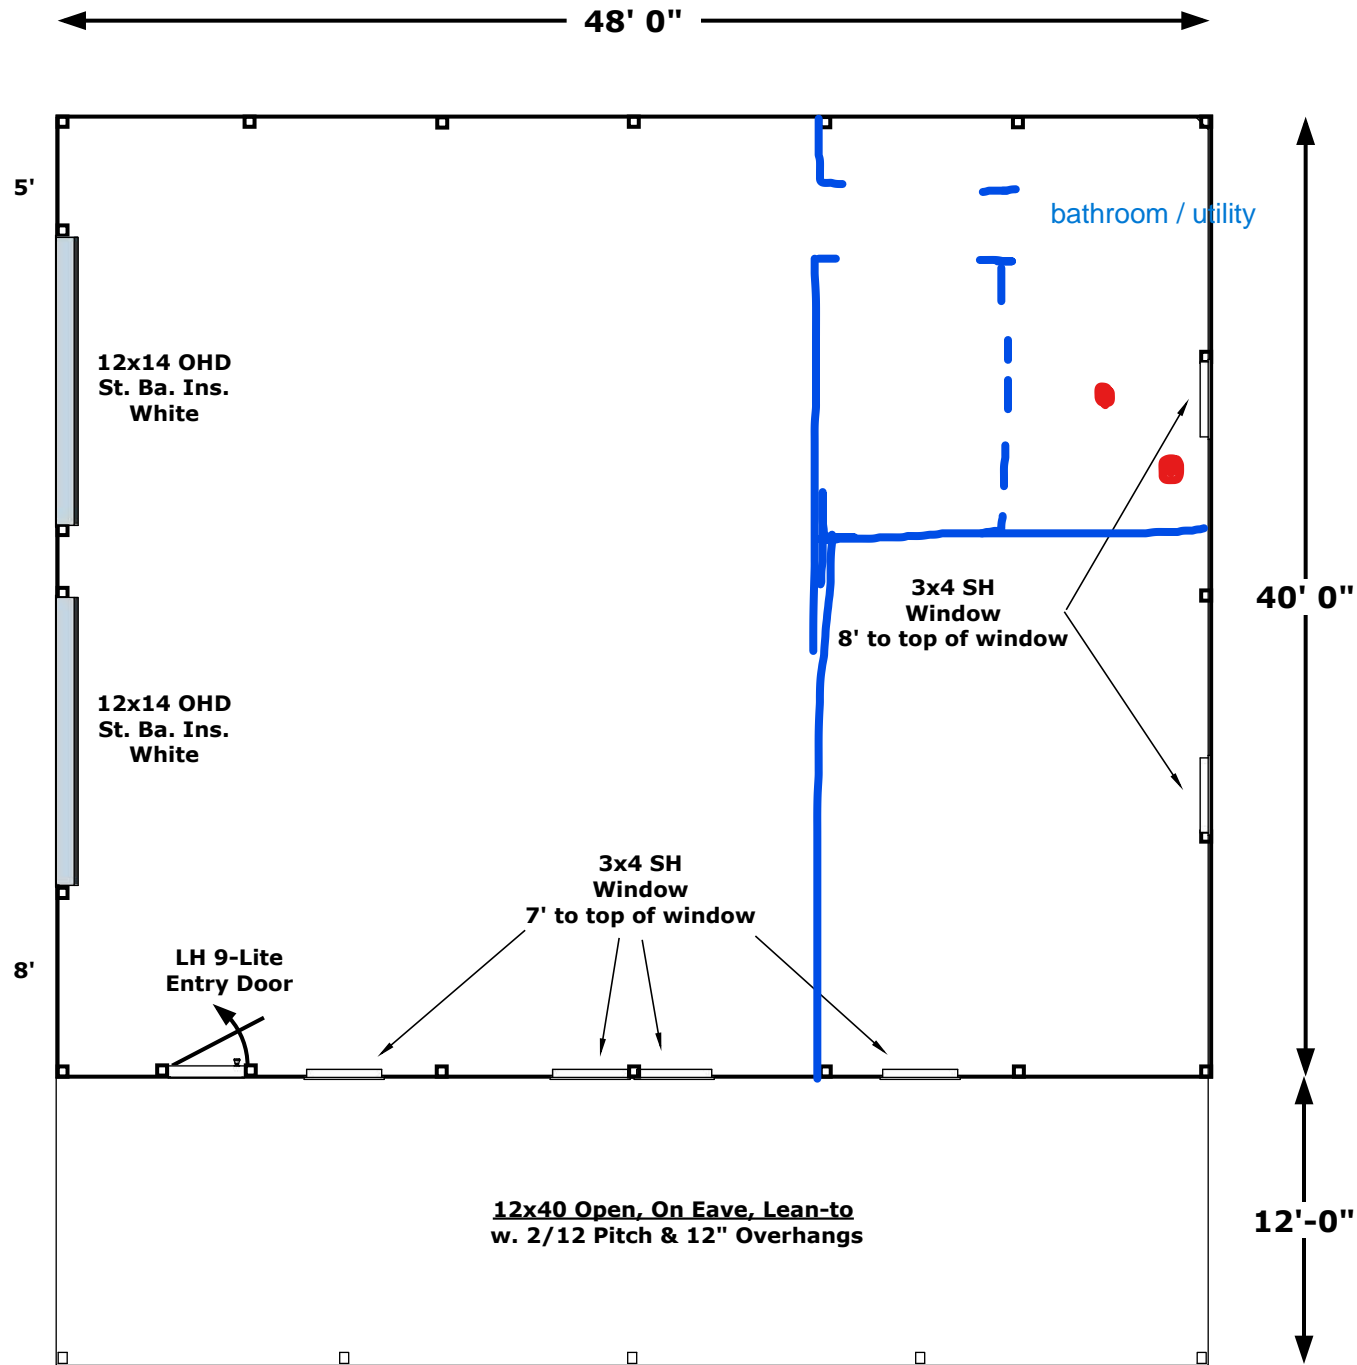 48' 0"
5'
bathroom / utility
12x14 OHD
St. Ba. Ins.
White
3x4 SH
Window
8' to top of window
40' 0"
12x14 OHD
St. Ba. Ins.
White
3x4 SH
Window
7' to top of window
LH 9-Lite
Entry Door
8'
12x40 Open, On Eave, Lean-to
w. 2/12 Pitch & 12" Overhangs
12'-0"